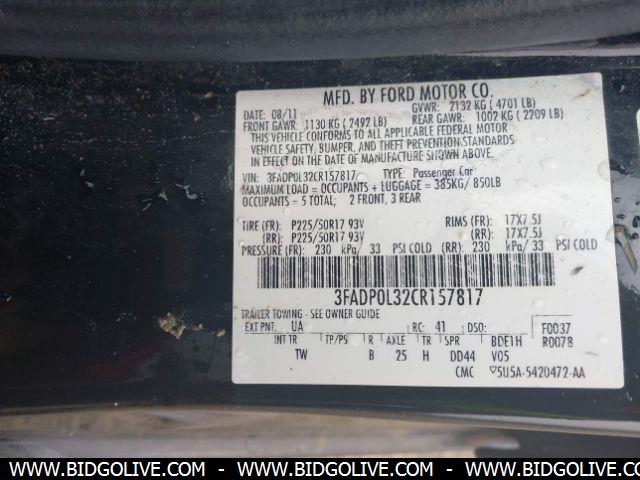 MFD. BY FORD MOTOR CO.
DATE: 08/11 GVWR: 2132 KG ( 4701 LB)
FRONT GAWR: 1130 KG ( 2492 LB) REAR GAWR: 1002 KG ( 2209 LB)
THIS VEHICLE CONFORMS TO ALL APPLICABLE FEDERAL MOTOR
VEHICLE SAFETY, BUMPER, AND THEFT PREVENTION STANDARDS
IN EFFECT ON THE DATE OF MANUFACTURE SHOWN ABOVE.
VIN: 3FADP0L32CR157817 TYPE: Passenger Car
MAXIMUM LOAD = OCCUPANTS + LUGGAGE = 385KG/ 850LB
OCCUPANTS = 5 TOTAL; 2 FRONT, 3 REAR
TIRE (FR): P225/50R17 93V RIMS (FR): 17X7.5J
(RR): P225/50R17 93V (RR): 17X7.5J
PRESSURE (FR): 230 kPa/ 33 PSI COLD (RR): 230 kPa/ 33 PSI COLD
3FADP0L32CR157817
TRAILER TOWING - SEE OWNER GUIDE
EXT PNT: UA RC: 41 DSO: F0037
INT TR TP/PS R AXLE TR SPR BDE1H R0078
TW B 25 H DD44 V05
CMC ▽5U5A-5420472-AA
WWW.BIDGOLIVE.COM *** WWW.BIDGOLIVE.COM *** WWW.BIDGOLIVE.COM